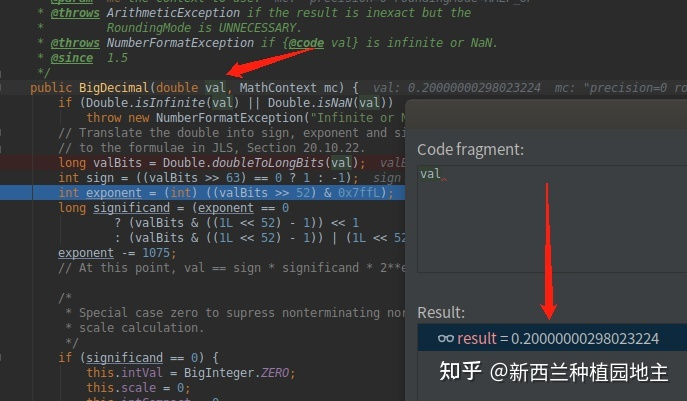 mc the context to use. mc: "precision=0 roundingMode=HALF_UP"
* @throws ArithmeticException if the result is inexact but the
*         RoundingMode is UNNECESSARY.
* @throws NumberFormatException if {@code val} is infinite or NaN.
* @since  1.5
*/
public BigDecimal(double val, MathContext mc) {  val: 0.20000000298023224  mc: "precision=0 ro
if (Double.isInfinite(val) || Double.isNaN(val))
throw new NumberFormatException("Infinite or N
// Translate the double into sign, exponent and si
// to the formulae in JLS, Section 20.10.22.
long valBits = Double.doubleToLongBits(val);  valB
int sign = ((valBits >> 63) == 0 ? 1 : -1);  sign
int exponent = (int) ((valBits >> 52) & 0x7ffL);
long significand = (exponent == 0
? (valBits & ((1L << 52) - 1)) << 1
: (valBits & ((1L << 52) - 1)) | (1L << 52
exponent -= 1075;
// At this point, val == sign * significand * 2**e
/*
* Special case zero to supress nonterminating nor
* scale calculation.
*/
if (significand == 0) {
this.intVal = BigInteger.ZERO;
this.scale = 0;
Code fragment:
val
Result:
result = 0.20000000298023224
知乎 @新西兰种植园地主